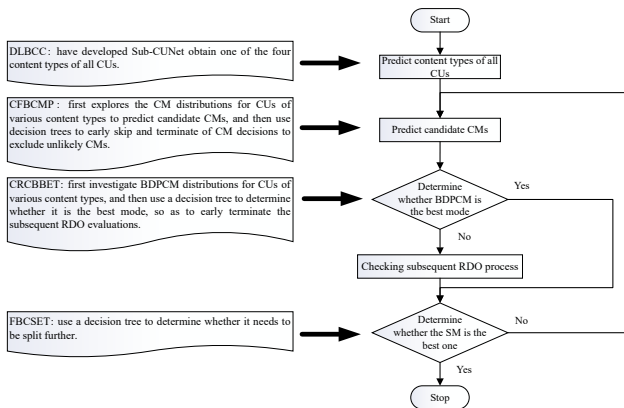 Start
DLBCC: have developed Sub-CUNet obtain one of the four
content types of all CUs.
Predict content types of all
CUs
CFBCMP: first explores the CM distributions for CUs of
various content types to predict candidate CMs, and then use
decision trees to early skip and terminate of CM decisions to
exclude unlikely CMs.
Predict candidate CMs
CRCBBET: first investigate BDPCM distributions for CUs of
various content types, and then use a decision tree to determine
whether it is the best mode, so as to early terminate the
subsequent RDO evaluations.
Determine
whether BDPCM is
the best mode
Yes
No
Checking subsequent RDO process
FBCSET: use a decision tree to determine whether it needs to
be split further.
Determine
whether the SM is the
best one
No
Yes
Stop